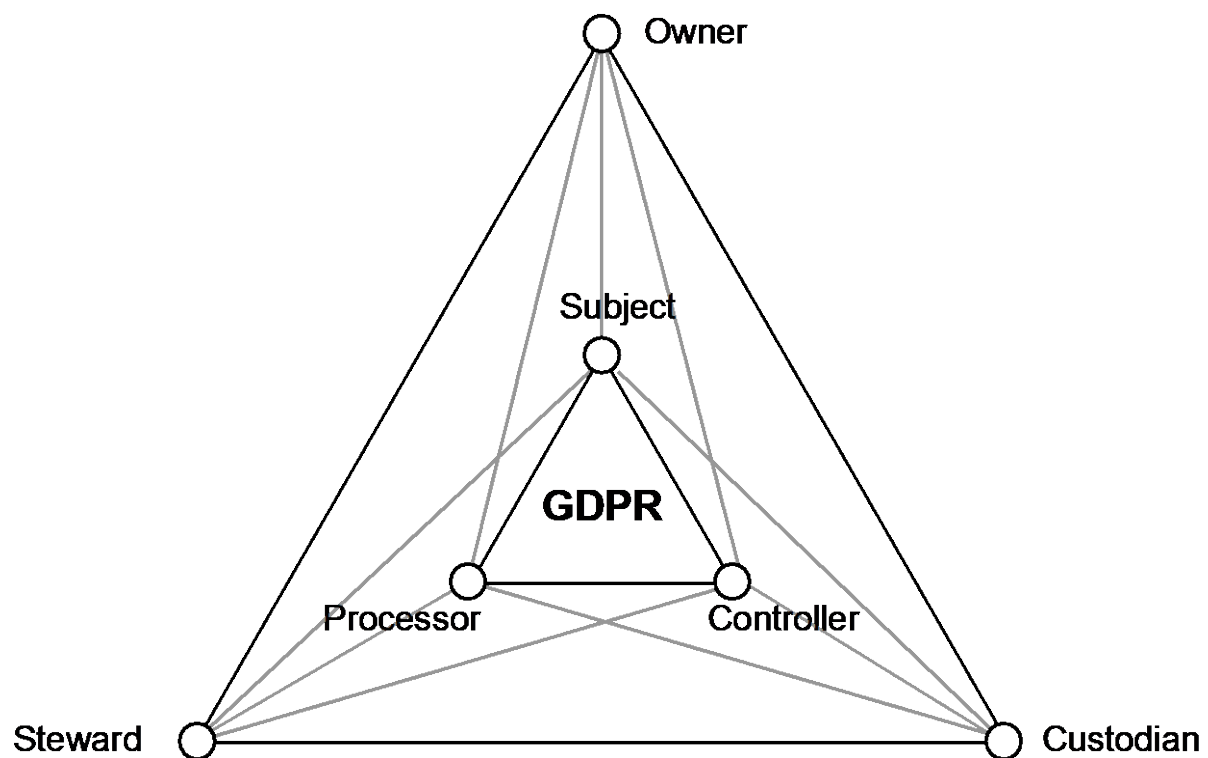 Owner
Subject
GDPR
Processor
Controller
Steward
Custodian